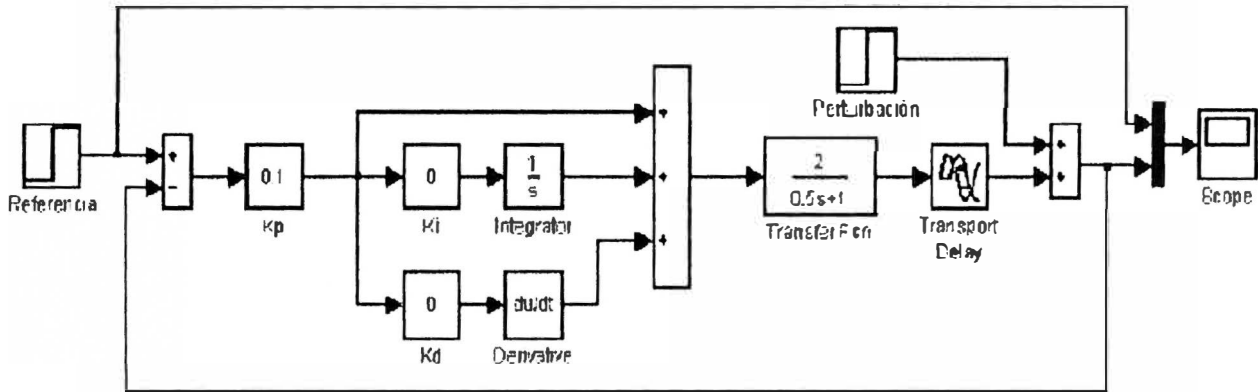 Referencia
+
−
0.1
Kp
0
Ki
1
s
Integrator
0
Kd
du/dt
Derivative
+
+
+
Perturbación
2
0.5s+1
Transfer Fcn
Transport
Delay
+
+
Scope